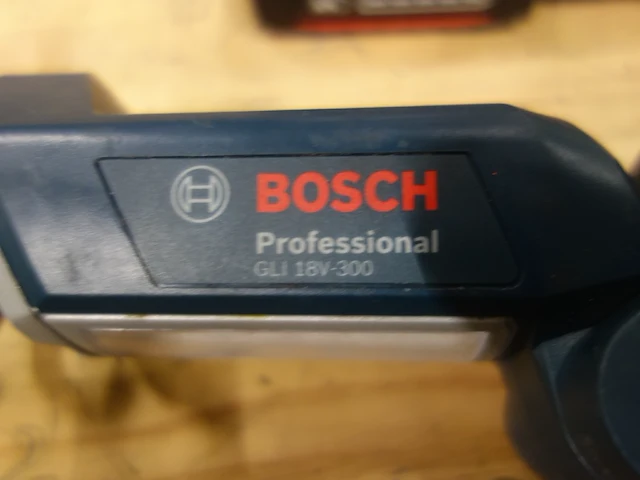 BOSCH
Professional
GLI 18V-300